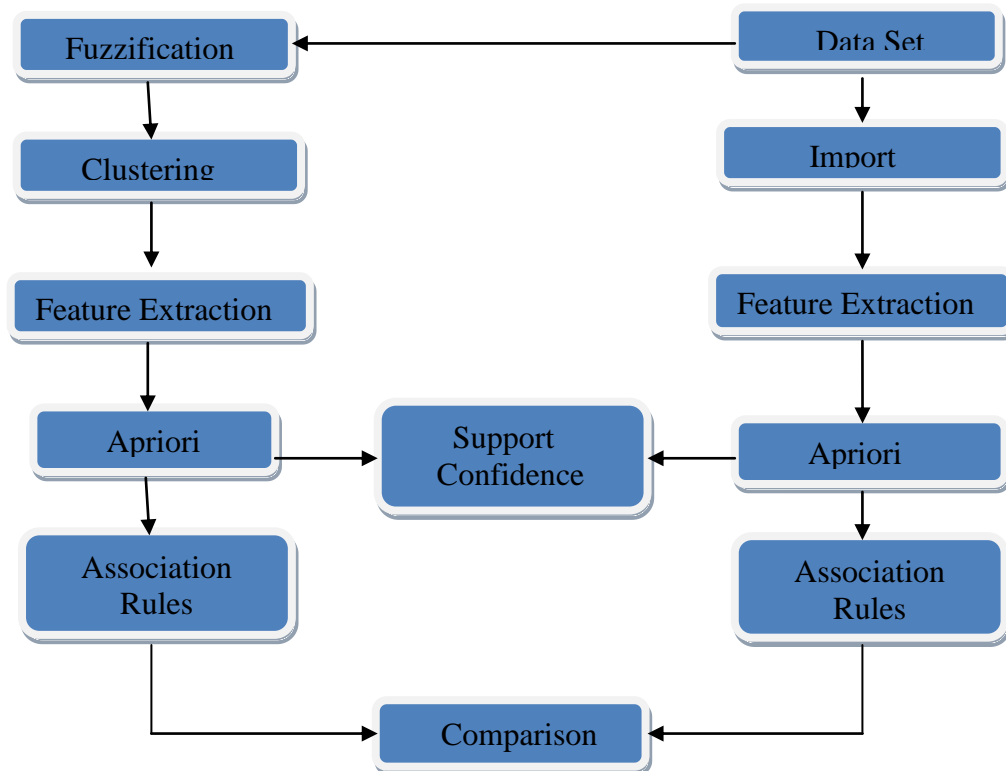 Fuzzification
Data Set
Clustering
Import
Feature Extraction
Feature Extraction
Apriori
Support
Confidence
Apriori
Association
Rules
Association
Rules
Comparison